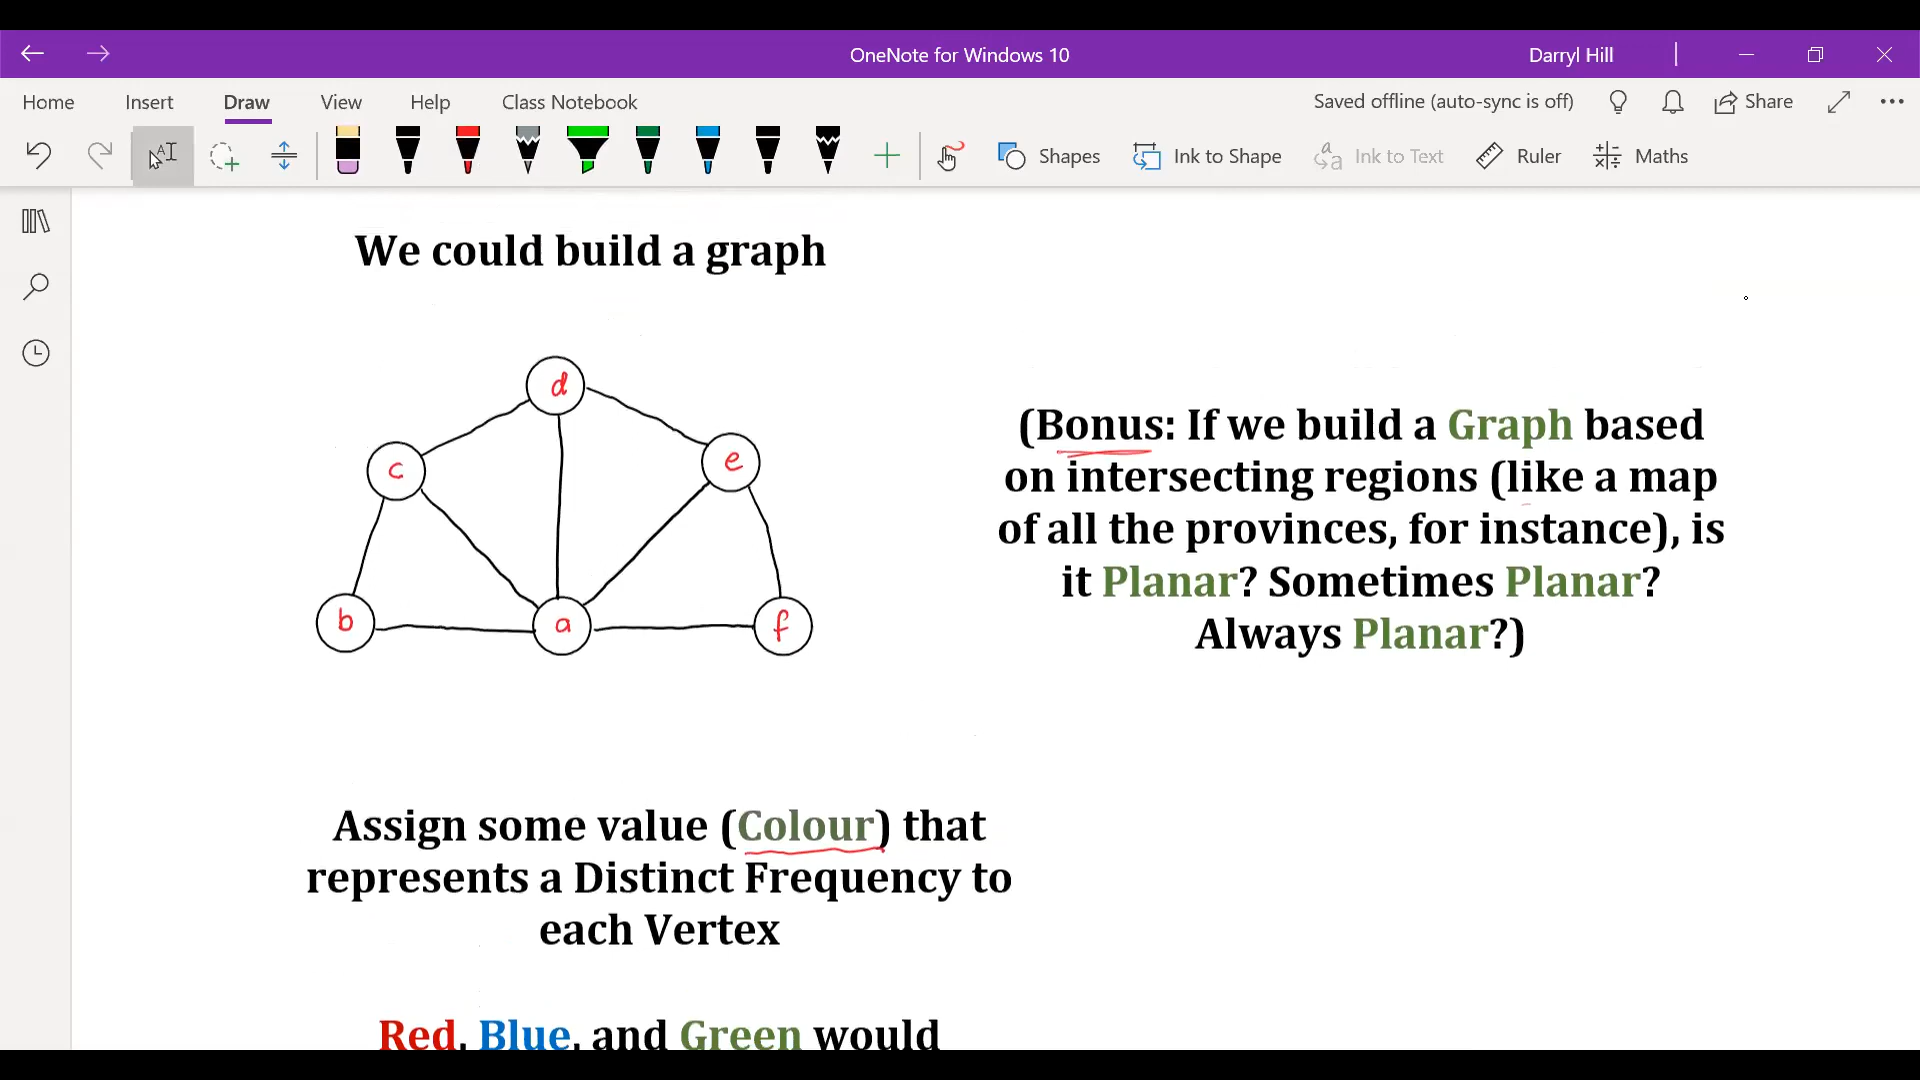 OneNote for Windows 10
Darryl Hill
Home Insert Draw View Help Class Notebook
Saved offline (auto-sync is off) Share
Shapes Ink to Shape Ink to Text Ruler Maths
We could build a graph
d
c
e
b
a
f
(Bonus: If we build a Graph based
on intersecting regions (like a map
of all the provinces, for instance), is
it Planar? Sometimes Planar?
Always Planar?)
Assign some value (Colour) that
represents a Distinct Frequency to
each Vertex
Red, Blue, and Green would